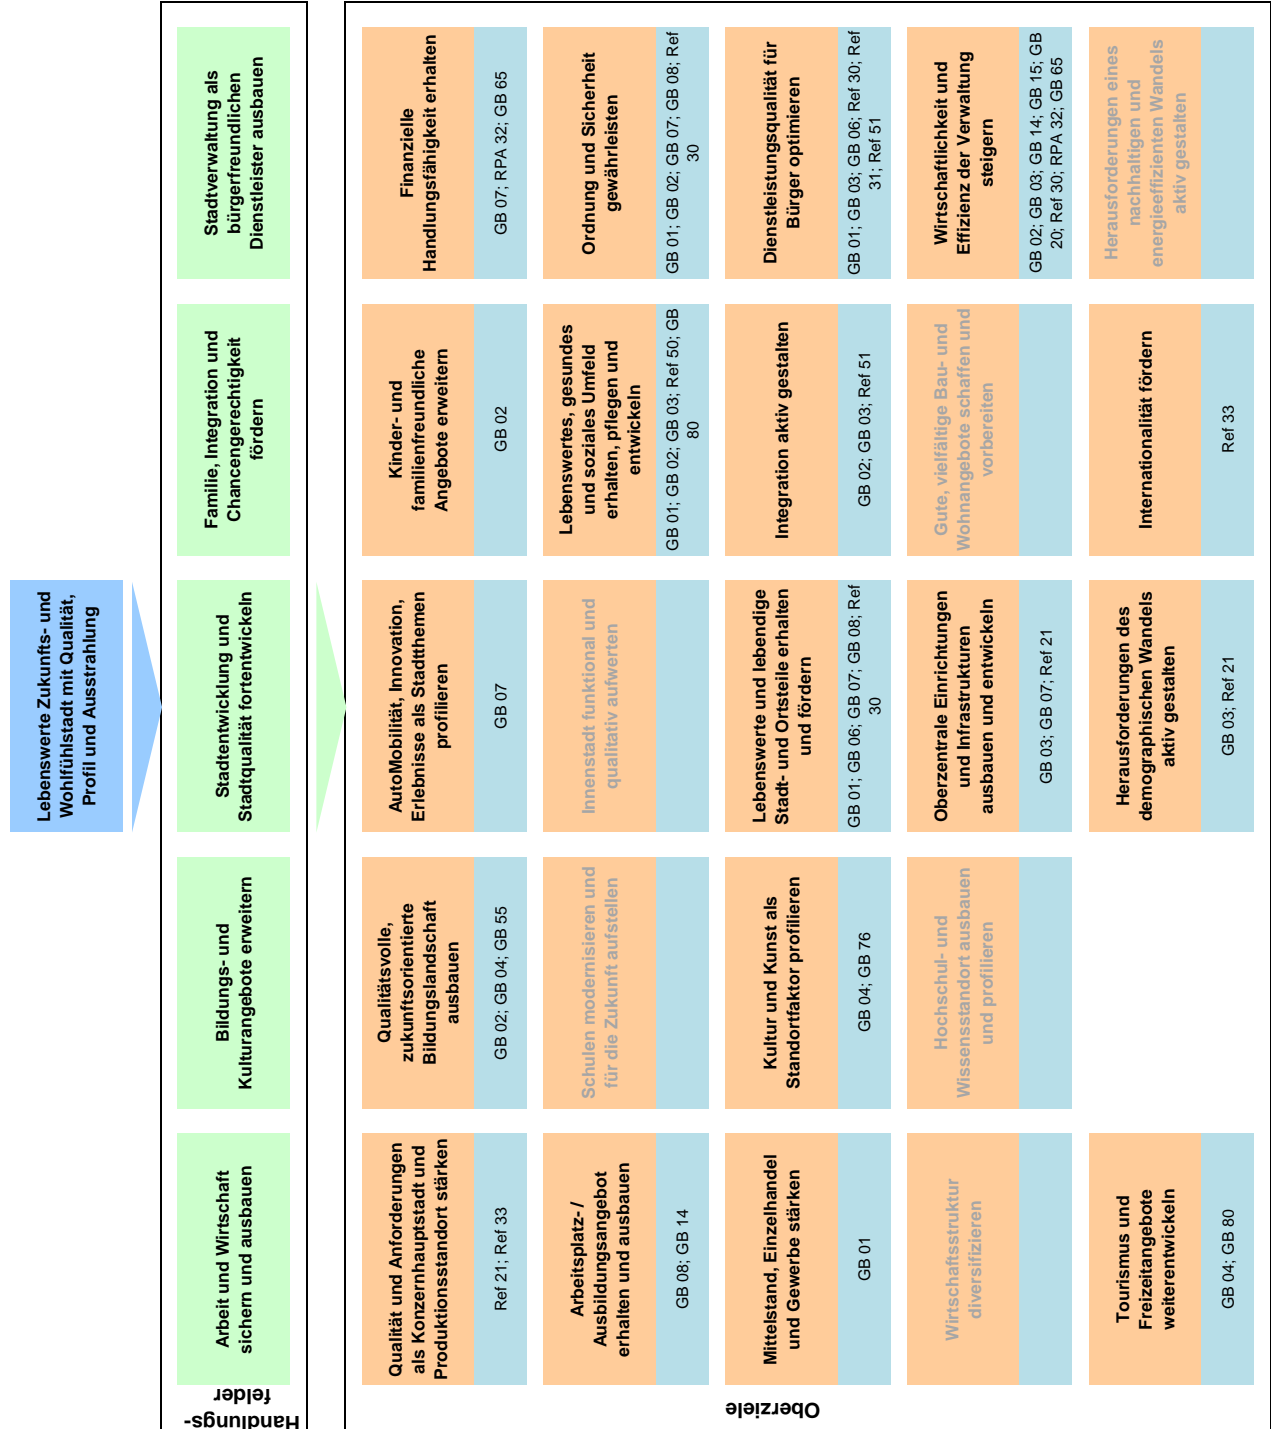 Lebenswerte Zukunfts- und
Wohlfühlstadt mit Qualität,
Profil und Ausstrahlung
Handlungs-
felder
Arbeit und Wirtschaft
sichern und ausbauen
Bildungs- und
Kulturangebote erweitern
Stadtentwicklung und
Stadtqualität fortentwickeln
Familie, Integration und
Chancengerechtigkeit
fördern
Stadtverwaltung als
bürgerfreundlichen
Dienstleister ausbauen
Oberziele
Qualität und Anforderungen
als Konzernhauptstadt und
Produktionsstandort stärken
Ref 21; Ref 33
Qualitätsvolle,
zukunftsorientierte
Bildungslandschaft
ausbauen
GB 02; GB 04; GB 55
AutoMobilität, Innovation,
Erlebnisse als Stadtthemen
profilieren
GB 07
Kinder- und
familienfreundliche
Angebote erweitern
GB 02
Finanzielle
Handlungsfähigkeit erhalten
GB 07; RPA 32; GB 65
Arbeitsplatz- /
Ausbildungsangebot
erhalten und ausbauen
GB 08; GB 14
Schulen modernisieren und
für die Zukunft aufstellen
Innenstadt funktional und
qualitativ aufwerten
Lebenswertes, gesundes
und soziales Umfeld
erhalten, pflegen und
entwickeln
GB 01; GB 02; GB 03; Ref 50; GB
80
Ordnung und Sicherheit
gewährleisten
GB 01; GB 02; GB 07; GB 08; Ref
30
Mittelstand, Einzelhandel
und Gewerbe stärken
GB 01
Kultur und Kunst als
Standortfaktor profilieren
GB 04; GB 76
Lebenswerte und lebendige
Stadt- und Ortsteile erhalten
und fördern
GB 01; GB 06; GB 07; GB 08; Ref
30
Integration aktiv gestalten
GB 02; GB 03; Ref 51
Dienstleistungsqualität für
Bürger optimieren
GB 01; GB 03; GB 06; Ref 30; Ref
31; Ref 51
Wirtschaftsstruktur
diversifizieren
Hochschul- und
Wissensstandort ausbauen
und profilieren
Oberzentrale Einrichtungen
und Infrastrukturen
ausbauen und entwickeln
GB 03; GB 07; Ref 21
Gute, vielfältige Bau- und
Wohnangebote schaffen und
vorbereiten
Wirtschaftlichkeit und
Effizienz der Verwaltung
steigern
GB 02; GB 03; GB 14; GB 15; GB
20; Ref 30; RPA 32; GB 65
Tourismus und
Freizeitangebote
weiterentwickeln
GB 04; GB 80
Herausforderungen des
demographischen Wandels
aktiv gestalten
GB 03; Ref 21
Internationalität fördern
Ref 33
Herausforderungen eines
nachhaltigen und
energieeffizienten Wandels
aktiv gestalten